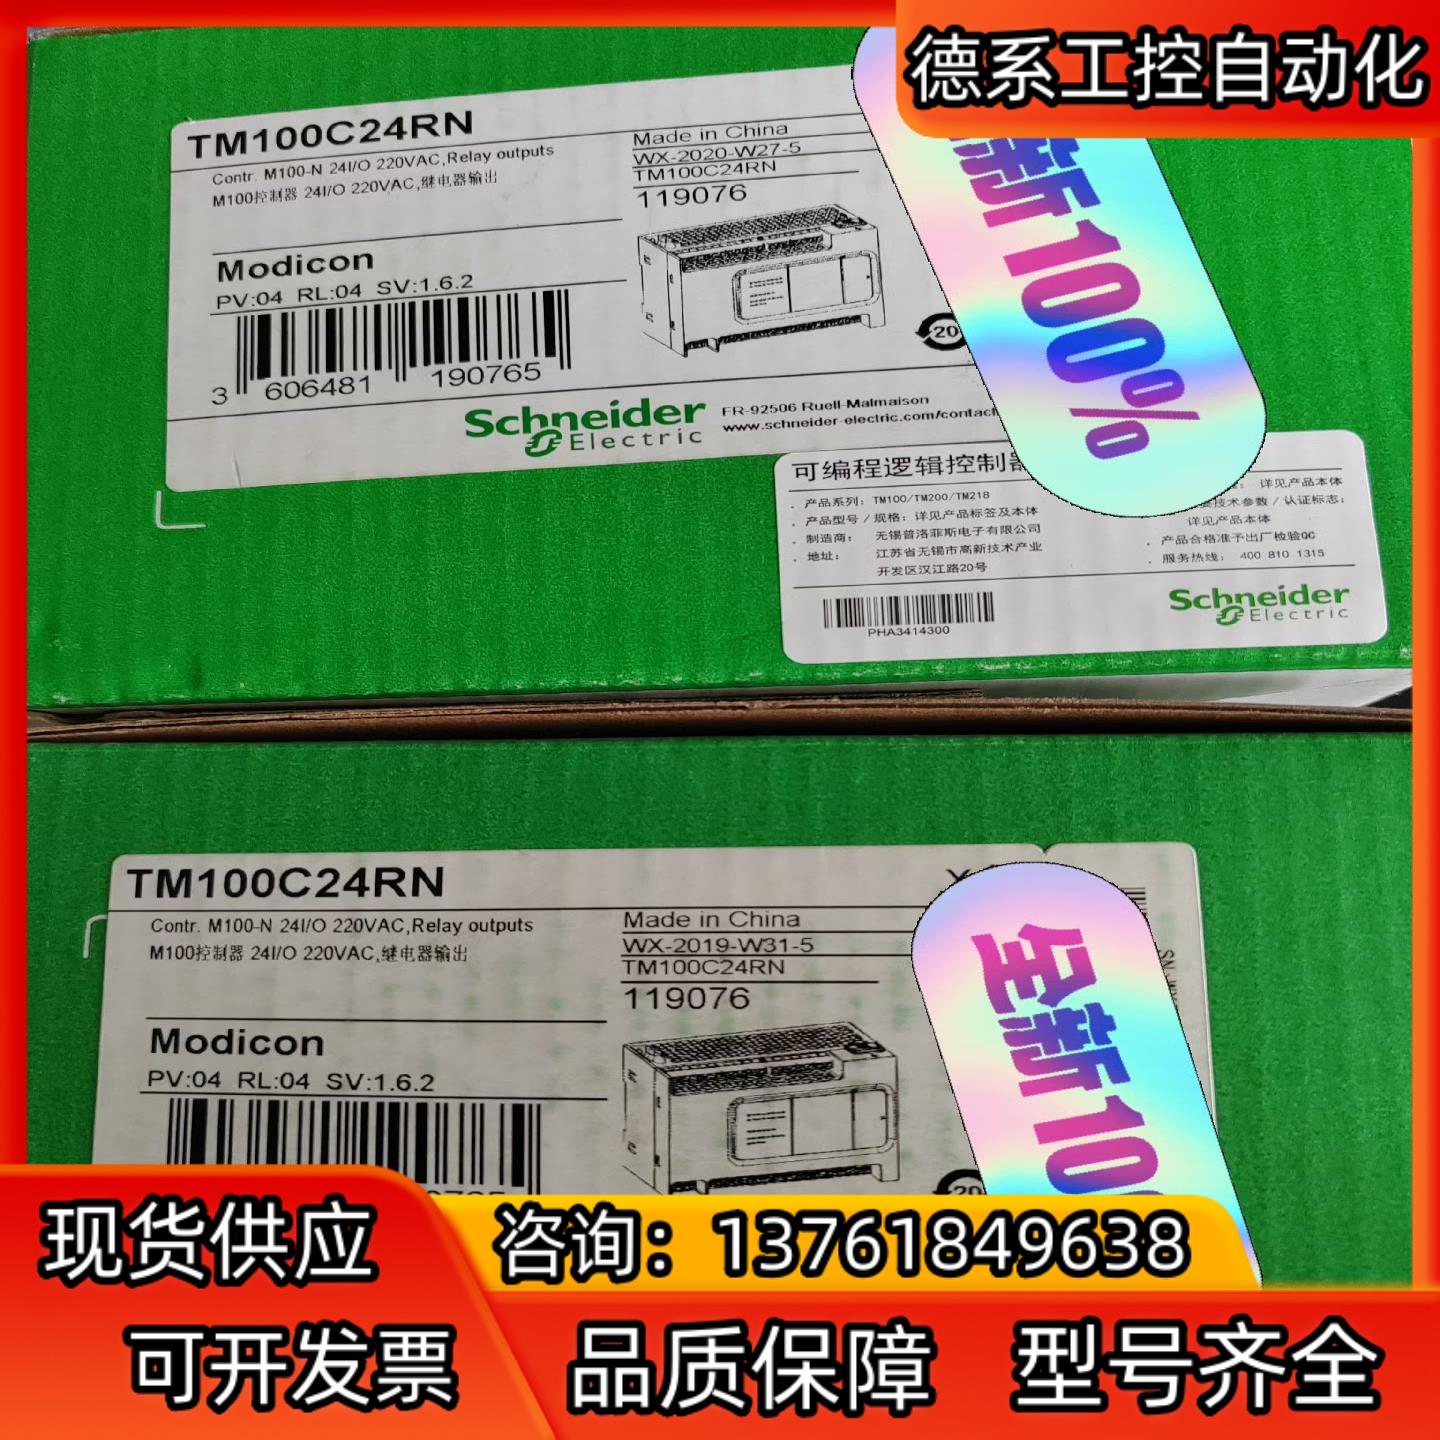 德系工控自动化
TM100C24RN
Contr. M100-N 24I/O 220VAC,Relay outputs
M100控制器 24I/O 220VAC,继电器输出
Made in China
WX-2020-W27-5
TM100C24RN
119076
Modicon
PV:04 RL:04 SV:1.6.2
20
3 606481 190765
Schneider
Electric
FR-92506 Ruell-Malmaison
www.schneider-electric.com/contact
新100%
可编程逻辑控制器
产品系列: TM100/TM200/TM218
产品型号/规格: 详见产品标签及本体
制造商: 无锡普洛菲斯电子有限公司
地址: 江苏省无锡市高新技术产业
开发区汉江路20号
详见产品本体
技术参数/认证标志:
详见产品本体
产品合格准予出厂检验QC
服务热线: 400 810 1315
PHA3414300
Schneider
Electric
TM100C24RN
Contr. M100-N 24I/O 220VAC,Relay outputs
M100控制器 24I/O 220VAC,继电器输出
Made in China
WX-2019-W31-5
TM100C24RN
119076
Modicon
PV:04 RL:04 SV:1.6.2
20
全新10
现货供应
咨询：13761849638
可开发票
品质保障
型号齐全